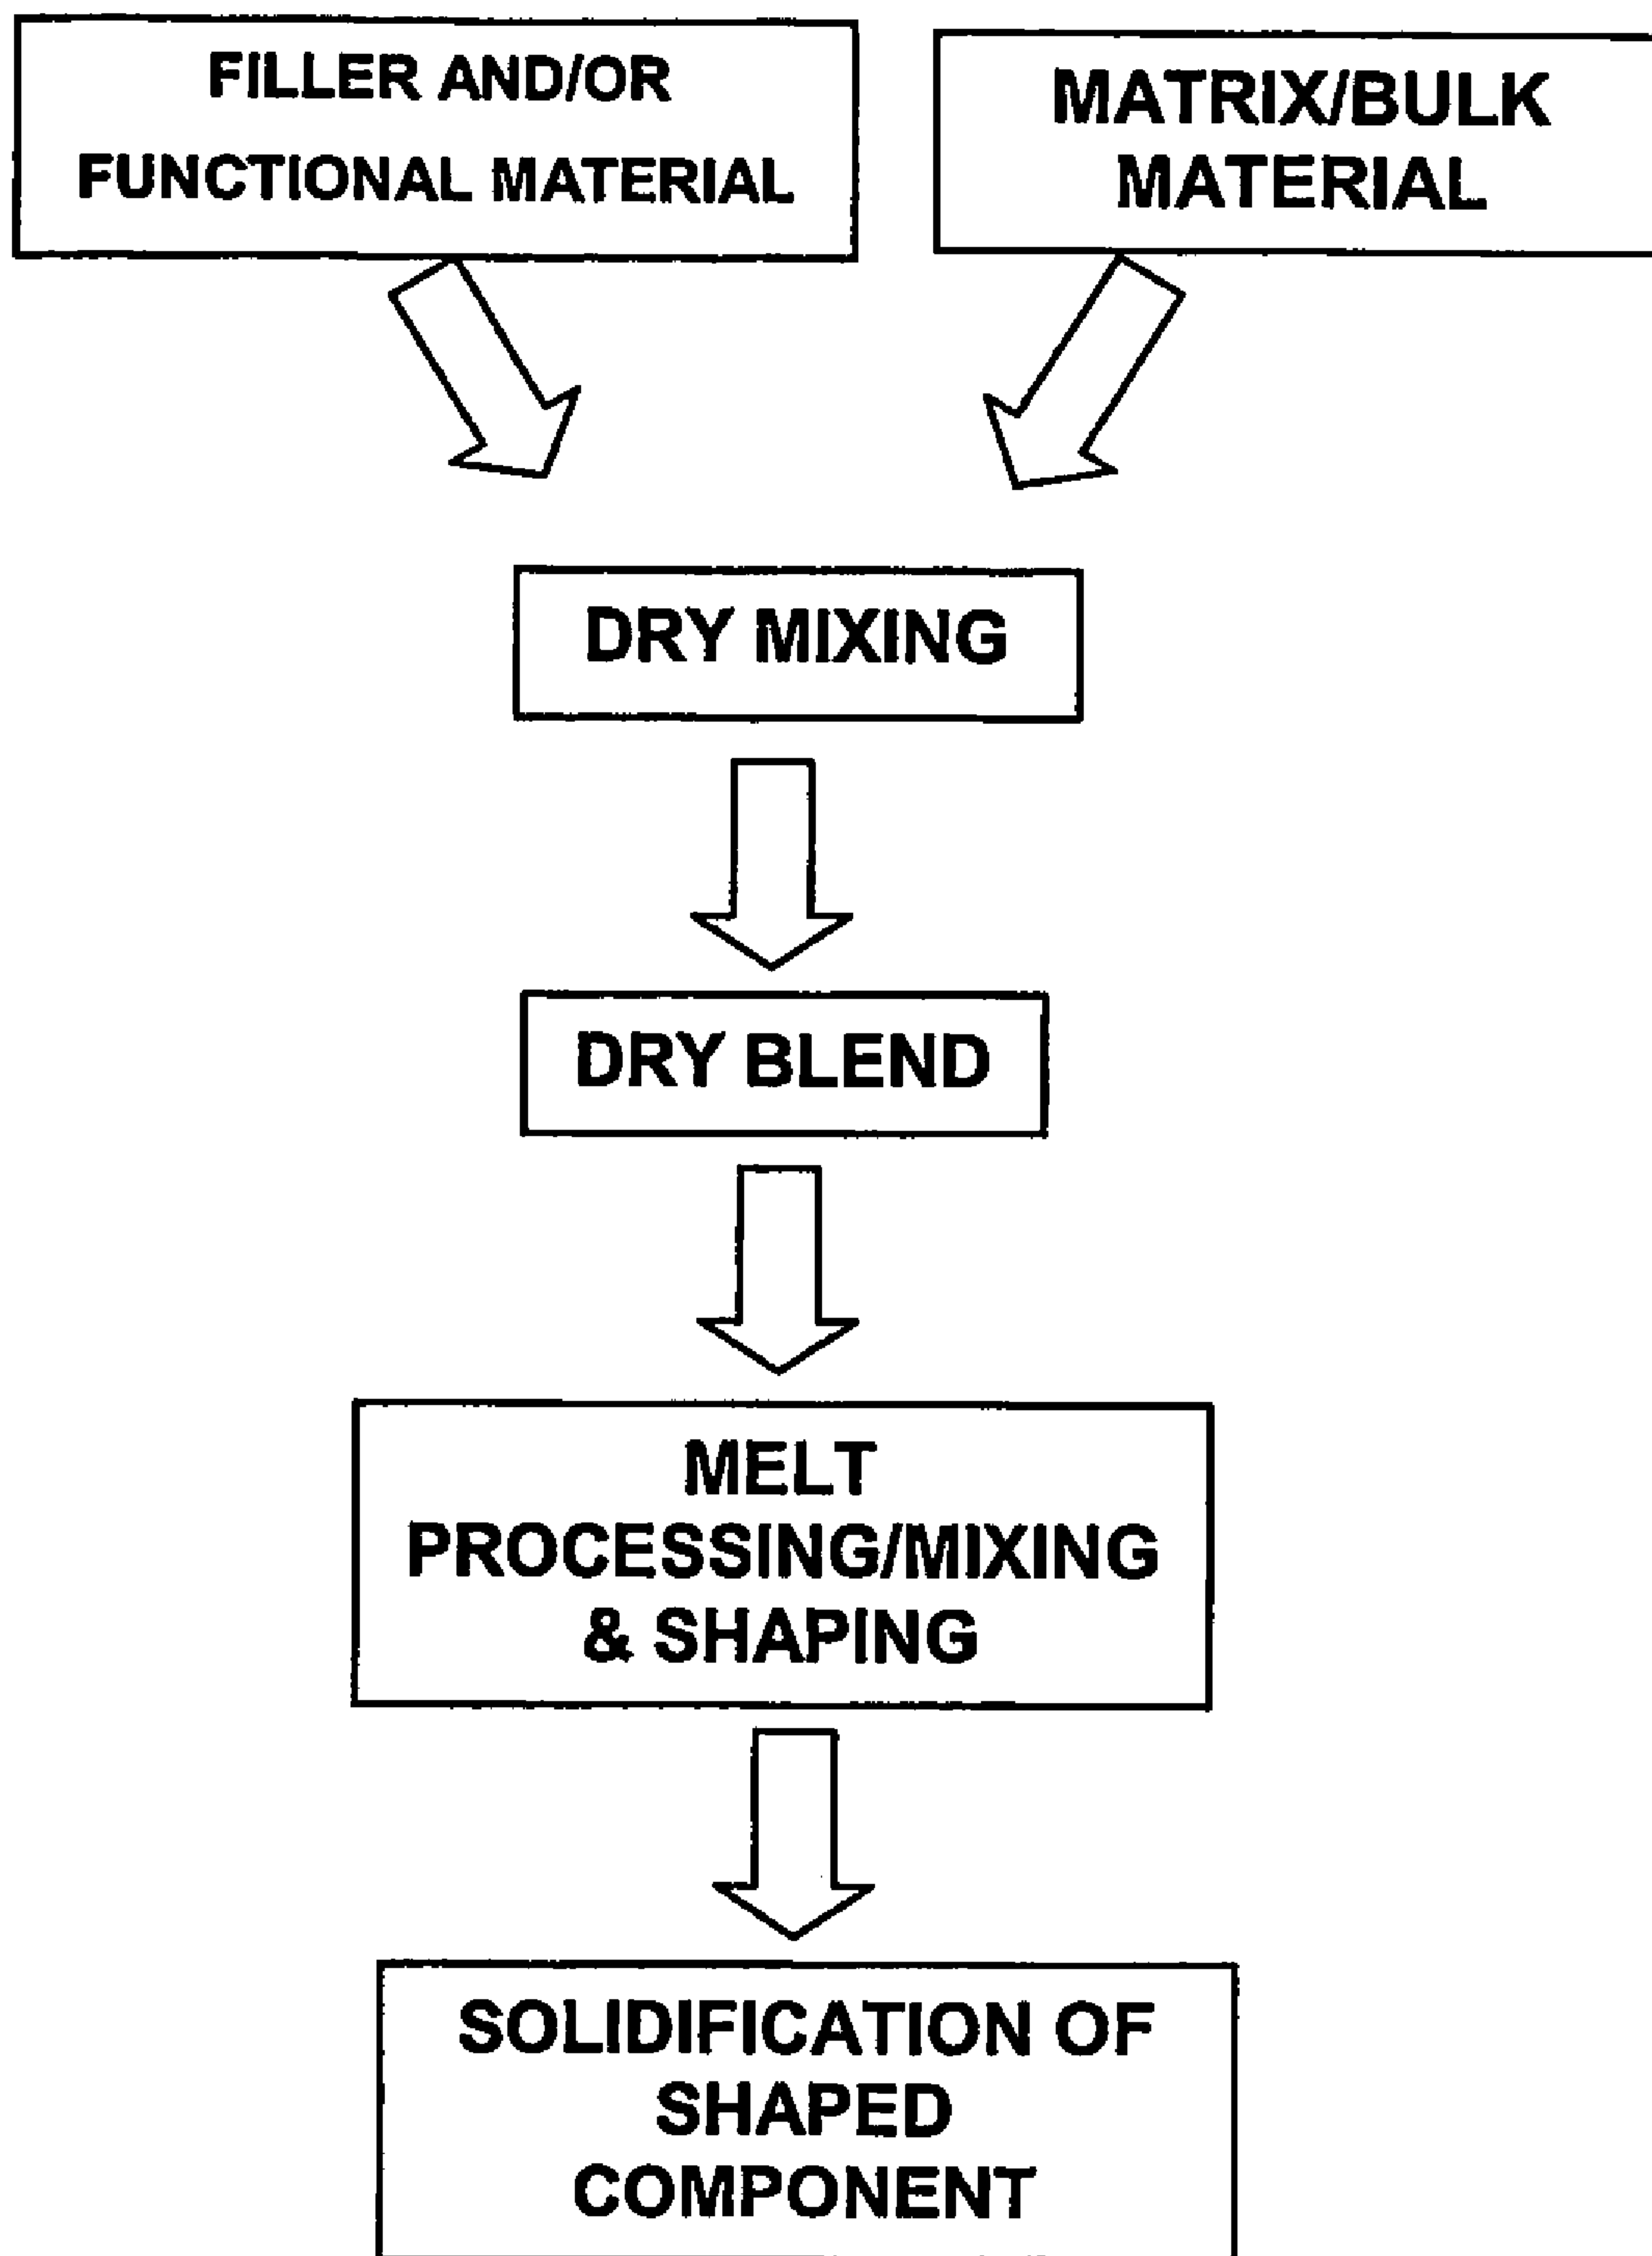 FILLER AND/OR
FUNCTIONAL MATERIAL
MATRIX/BULK
MATERIAL
DRY MIXING
DRY BLEND
MELT
PROCESSING/MIXING
& SHAPING
SOLIDIFICATION OF
SHAPED
COMPONENT